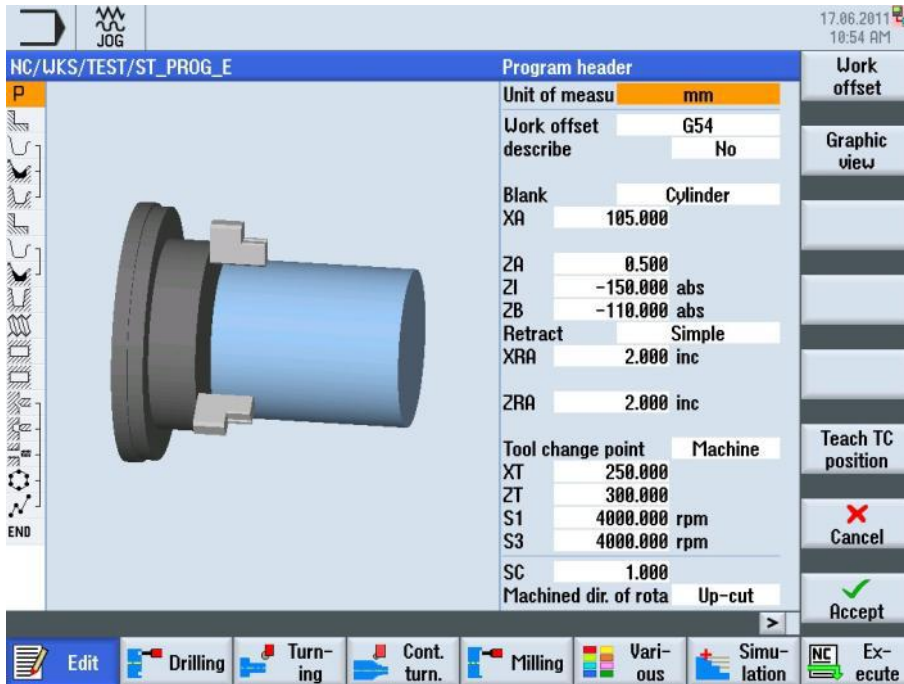 JOG
17.06.2011
10:54 AM
NC/WKS/TEST/ST_PROG_E
P
END
Program header
Unit of measu mm
Work offset G54
describe No
Blank Cylinder
XA 105.000
ZA 0.500
ZI -150.000 abs
ZB -110.000 abs
Retract Simple
XRA 2.000 inc
ZRA 2.000 inc
Tool change point Machine
XT 250.000
ZT 300.000
S1 4000.000 rpm
S3 4000.000 rpm
SC 1.000
Machined dir. of rota Up-cut
>
Work
offset
Graphic
view
Teach TC
position
Cancel
Accept
Edit
Drilling
Turn-
ing
Cont.
turn.
Milling
Vari-
ous
Simu-
lation
NC
Ex-
ecute